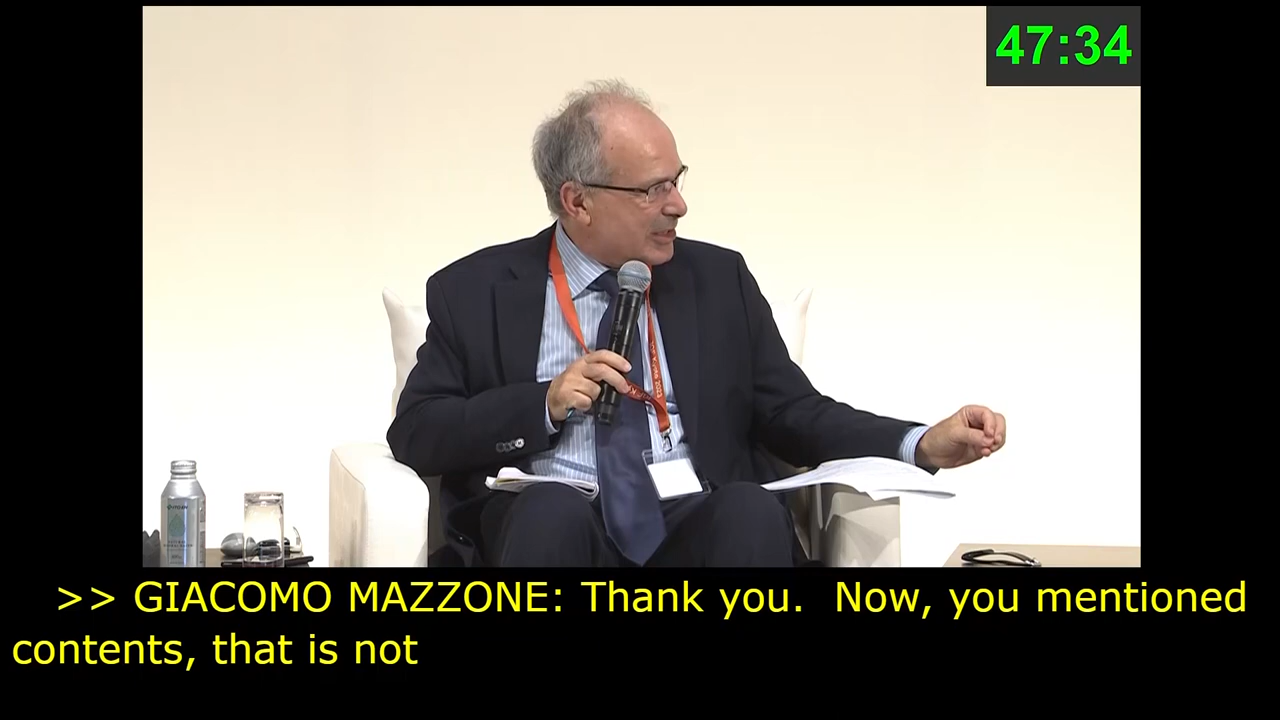 47:34
>> GIACOMO MAZZONE: Thank you.  Now, you mentioned
contents, that is not